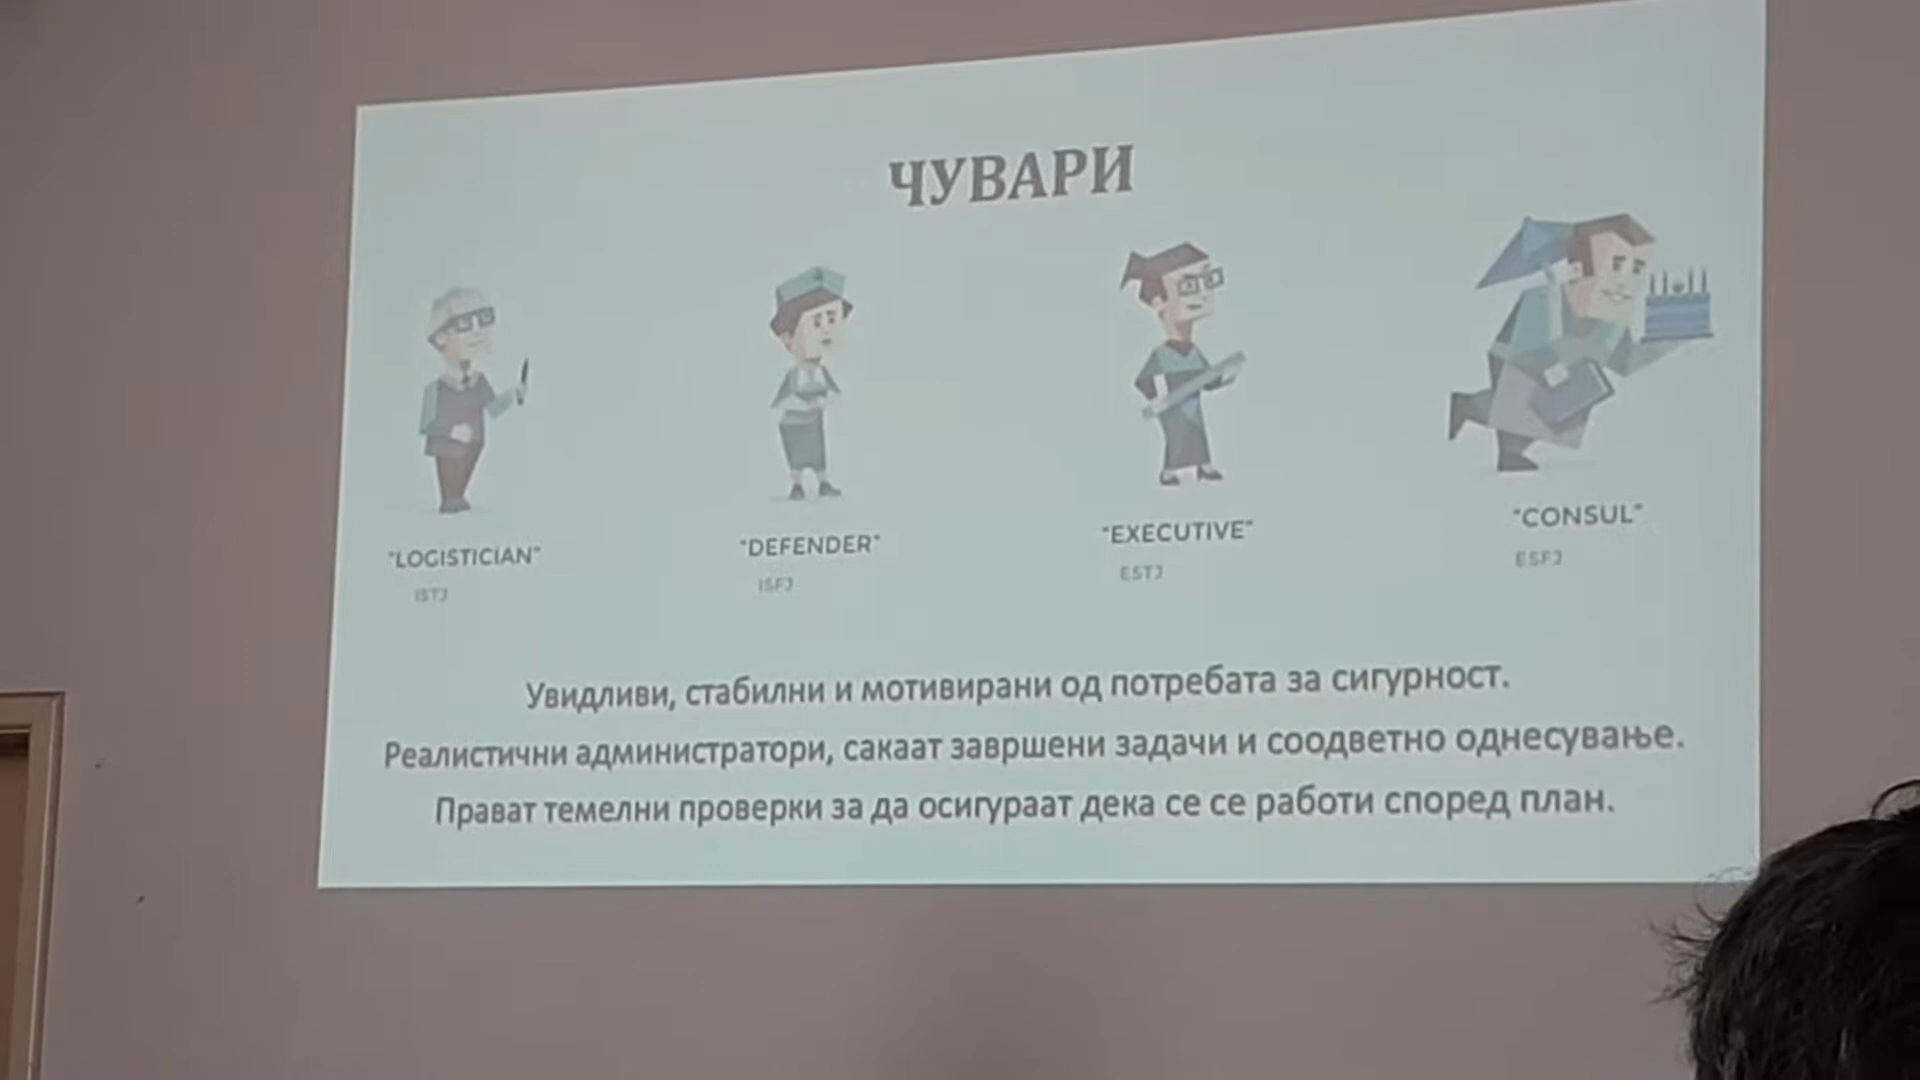 ЧУВАРИ
"LOGISTICIAN"
ISTJ
"DEFENDER"
ISFJ
"EXECUTIVE"
ESTJ
"CONSUL"
ESFJ
Увидливи, стабилни и мотивирани од потребата за сигурност.
Реалистични администратори, сакаат завршени задачи и соодветно однесување.
Прават темелни проверки за да осигураат дека се се работи според план.